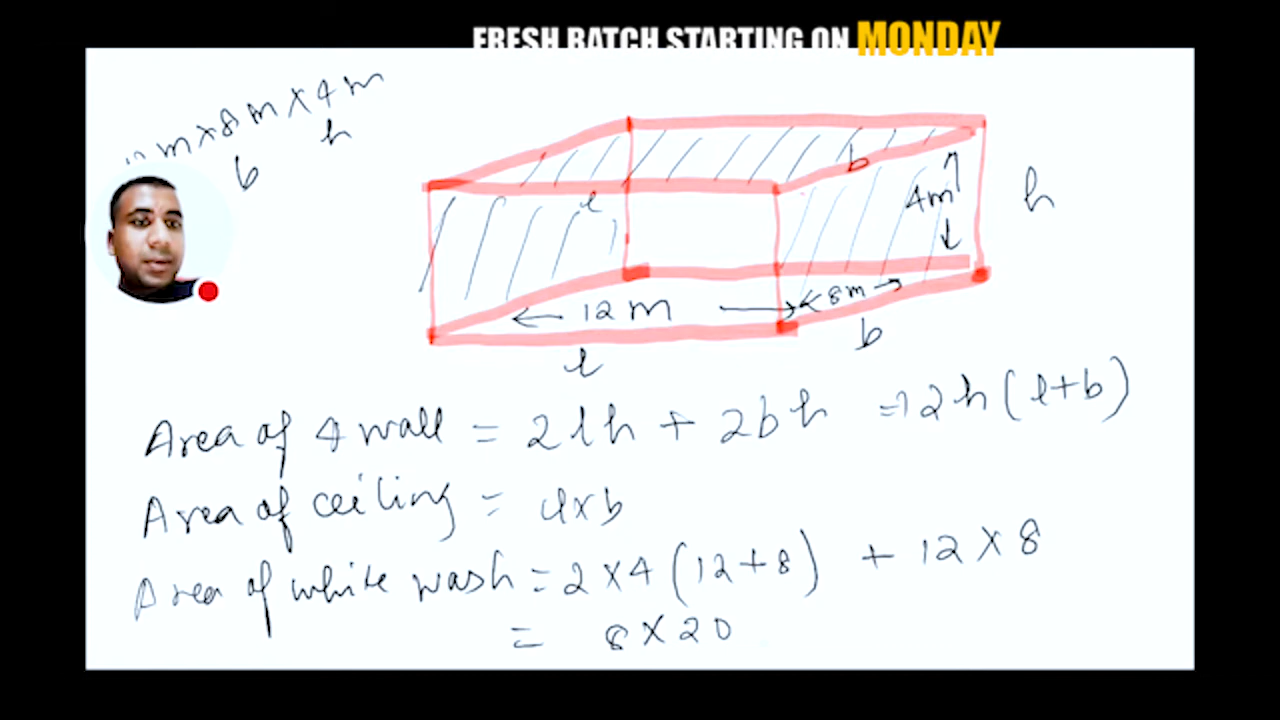 FRESH BATCH STARTING ON MONDAY
m x 8 m x 4 m
b h
b
l
4m
h
12 m
8m
l
b
Area of 4 wall = 2lh + 2bh = 2h (l+b)
Area of ceiling = l x b
Area of white wash = 2 x 4 (12+8) + 12 x 8
= 8 x 20